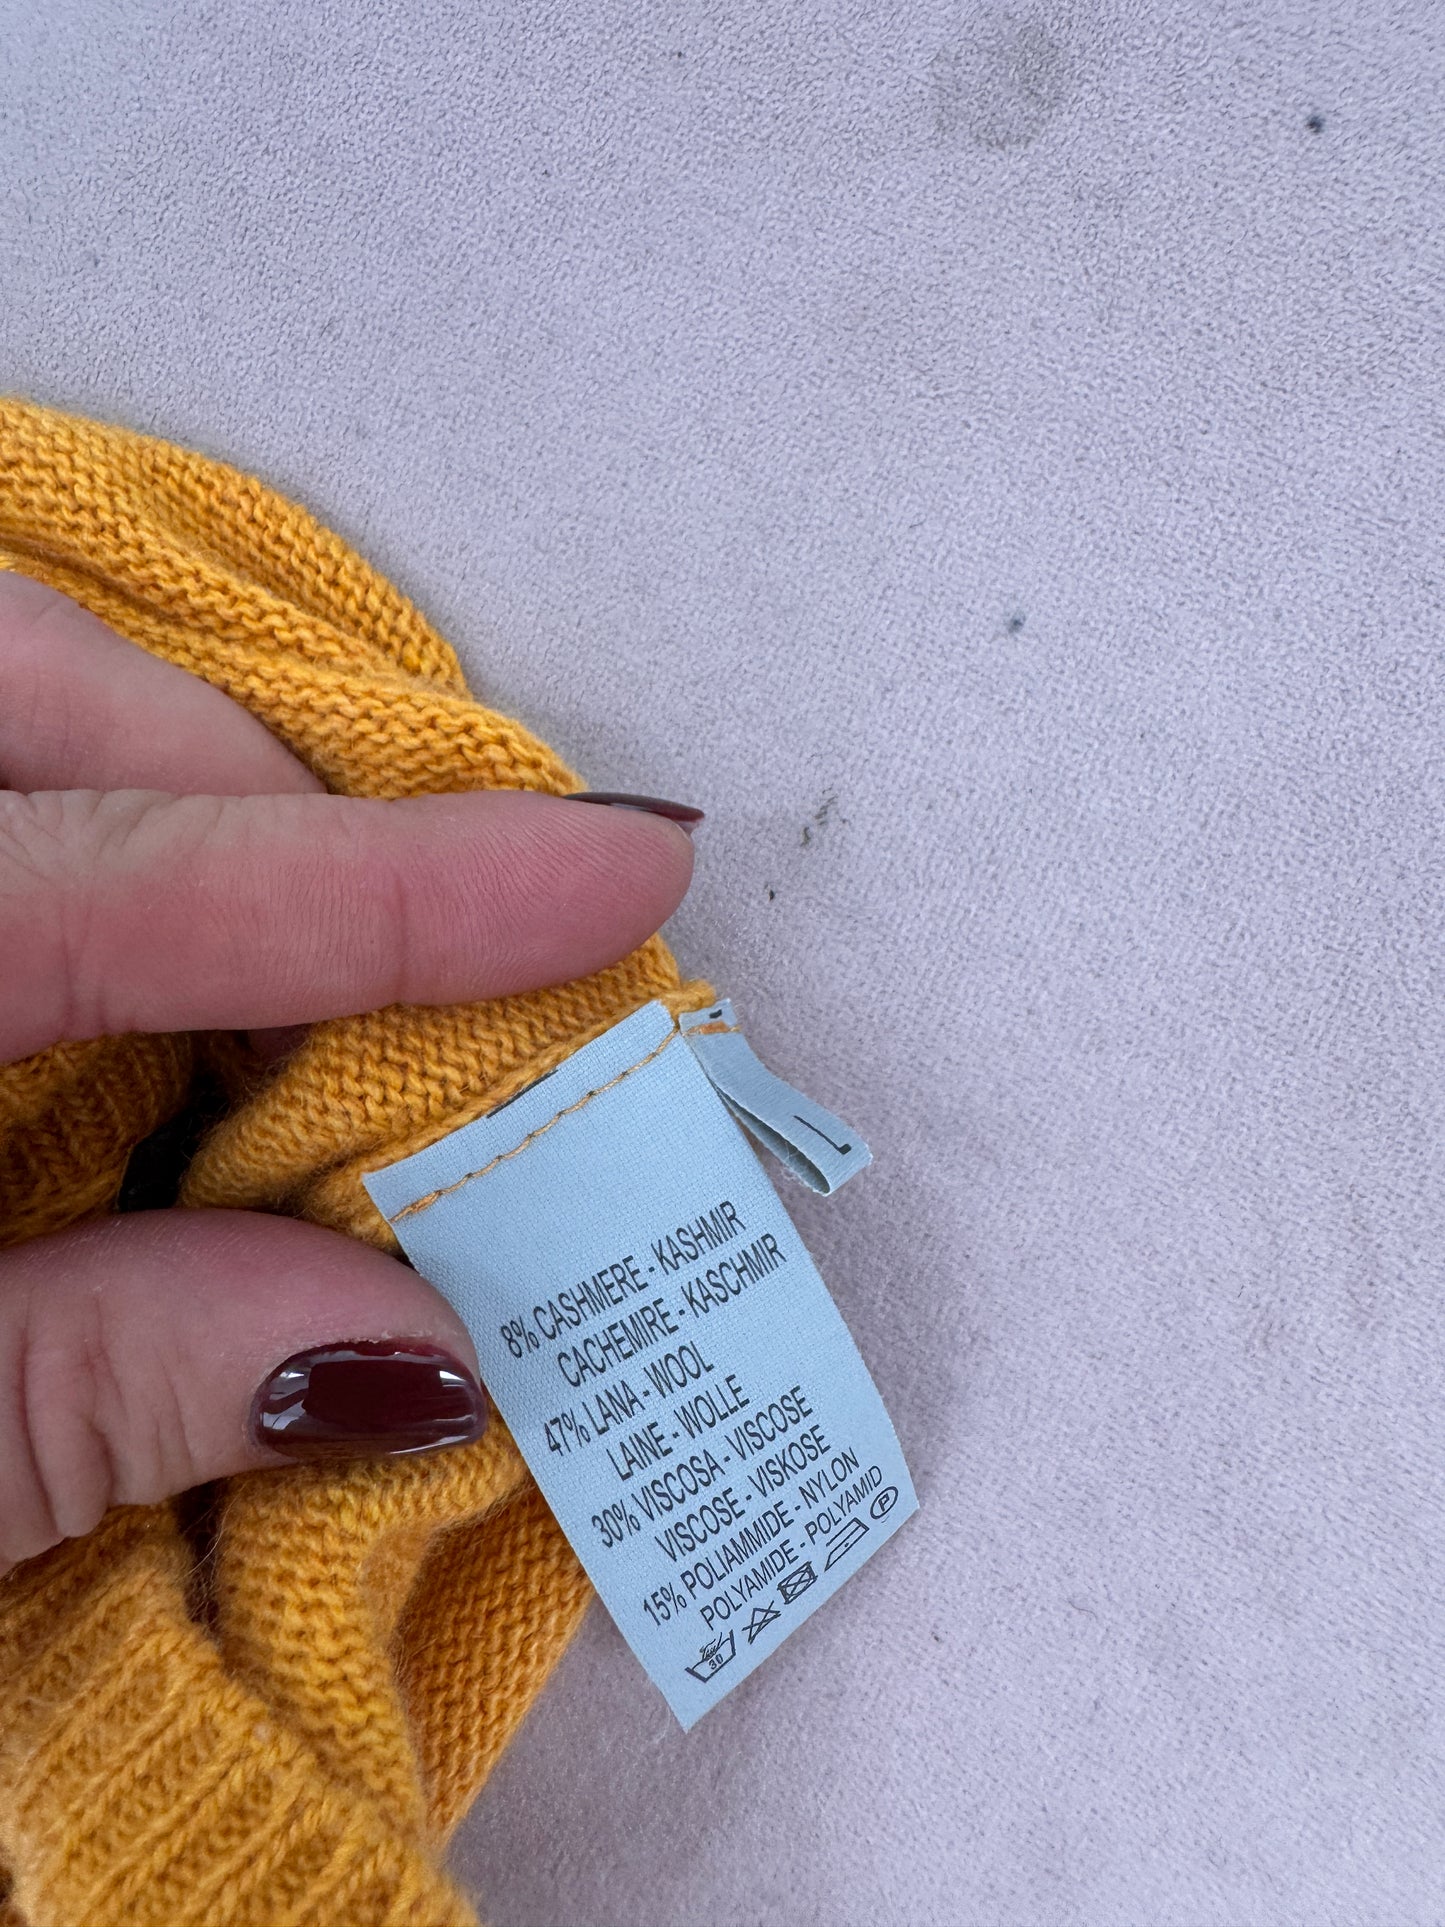 L
8% CASHMERE - KASHMIR
CACHEMIRE - KASCHMIR
47% LANA - WOOL
LAINE - WOLLE
30% VISCOSA - VISCOSE
VISCOSE - VISKOSE
15% POLIAMMIDE - NYLON
POLYAMIDE - POLYAMID
30 P